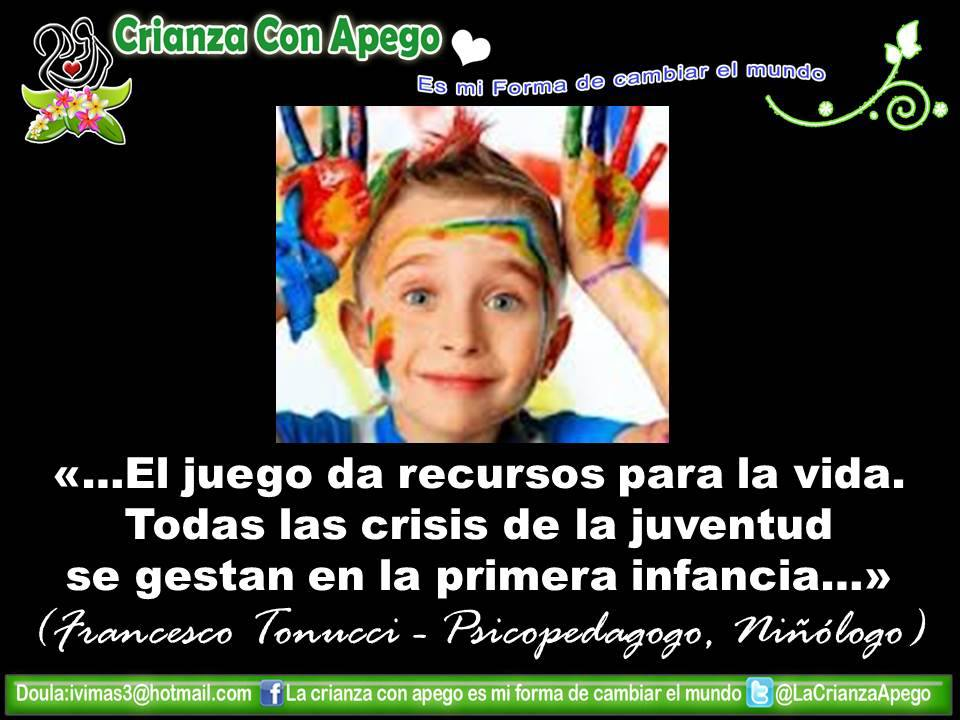 Crianza Con Apego
Es mi Forma de cambiar el mundo
«...El juego da recursos para la vida.
Todas las crisis de la juventud
se gestan en la primera infancia...»
(Francesco Tonucci - Psicopedagogo, Niñólogo)
Doula:ivimas3@hotmail.com f La crianza con apego es mi forma de cambiar el mundo @LaCrianzaApego